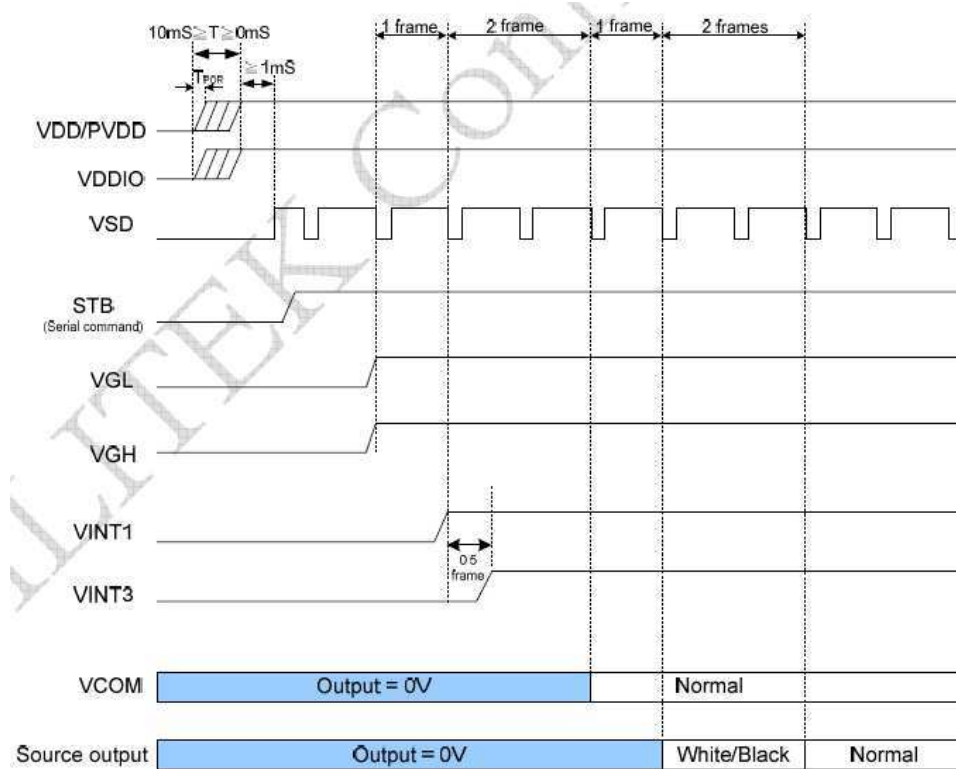 1 frame 2 frame 1 frame 2 frames
10mS≧T≧0mS
≧1mS
TPOR
VDD/PVDD
VDDIO
VSD
STB
(Serial command)
VGL
VGH
VINT1
0.5
frame
VINT3
VCOM Output = 0V Normal
Source output Output = 0V White/Black Normal